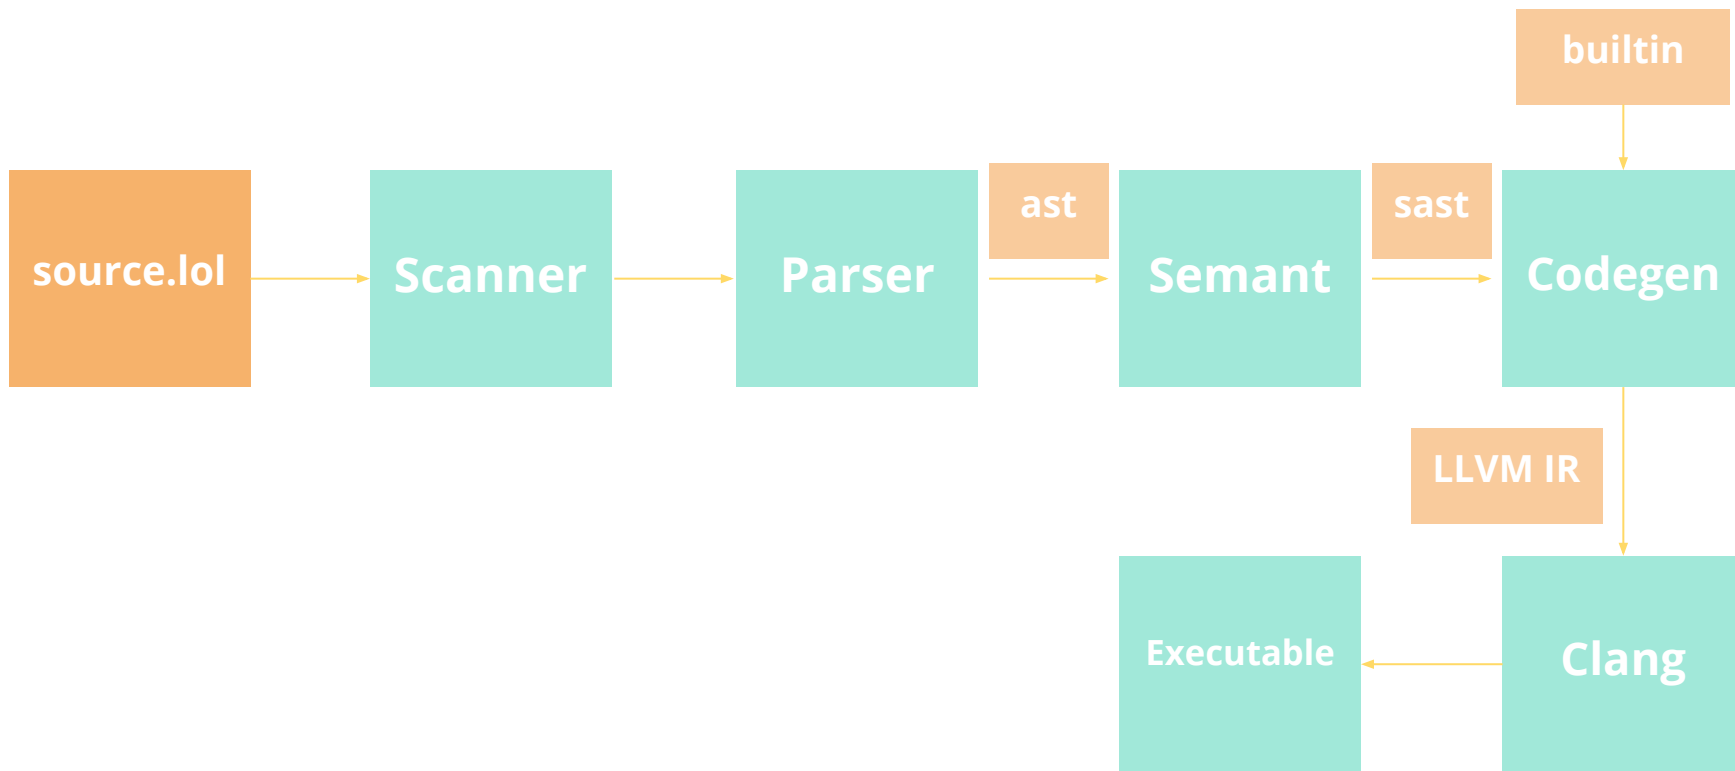 builtin
source.lol
Scanner
Parser
ast
Semant
sast
Codegen
LLVM IR
Executable
Clang